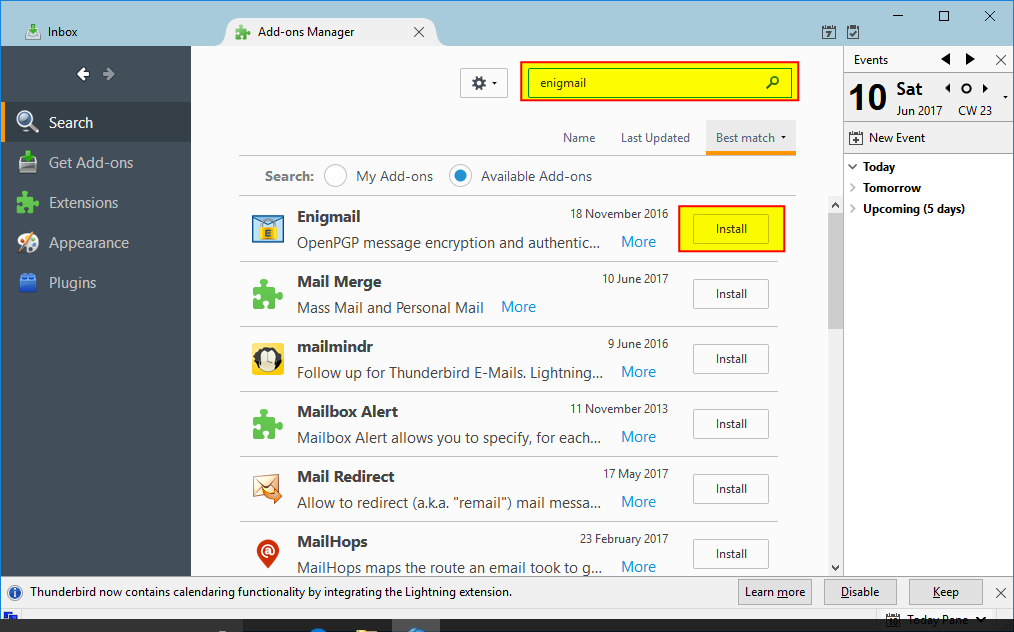 Inbox
Add-ons Manager
7
enigmail
Name
Last Updated
Best match
Search:
My Add-ons
Available Add-ons
Search
Get Add-ons
Extensions
Appearance
Plugins
Enigmail
18 November 2016
OpenPGP message encryption and authentic...
More
Install
Mail Merge
10 June 2017
Mass Mail and Personal Mail
More
Install
mailmindr
9 June 2016
Follow up for Thunderbird E-Mails. Lightning...
More
Install
Mailbox Alert
11 November 2013
Mailbox Alert allows you to specify, for each...
More
Install
Mail Redirect
17 May 2017
Allow to redirect (a.k.a. "remail") mail messa...
More
Install
MailHops
23 February 2017
MailHops maps the route an email took to g...
More
Install
Events
10
Sat
Jun 2017
CW 23
New Event
Today
Tomorrow
Upcoming (5 days)
Thunderbird now contains calendaring functionality by integrating the Lightning extension.
Learn more
Disable
Keep
Today Pane